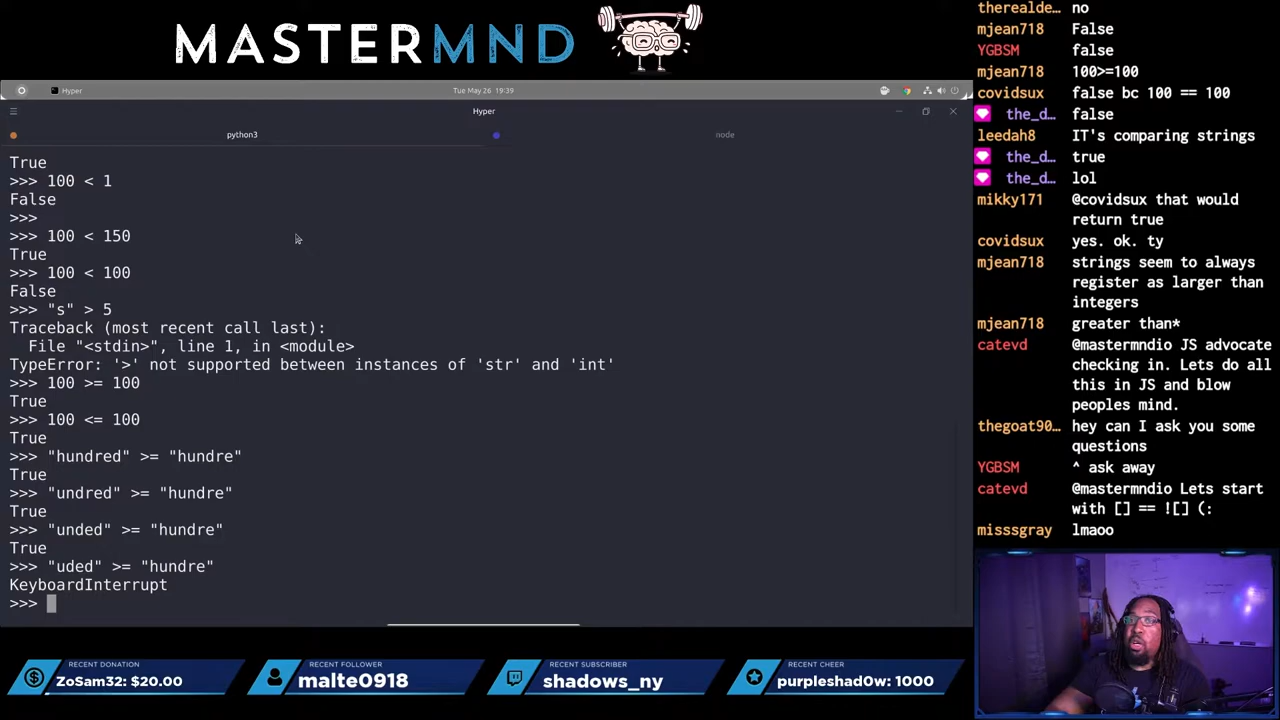 MASTERMND
Hyper
Tue May 26 19:39
Hyper
python3
node
True
>>> 100 < 1
False
>>>
>>> 100 < 150
True
>>> 100 < 100
False
>>> "s" > 5
Traceback (most recent call last):
  File "<stdin>", line 1, in <module>
TypeError: '>' not supported between instances of 'str' and 'int'
>>> 100 >= 100
True
>>> 100 <= 100
True
>>> "hundred" >= "hundre"
True
>>> "undred" >= "hundre"
True
>>> "unded" >= "hundre"
True
>>> "uded" >= "hundre"
KeyboardInterrupt
>>>
therealde… no
mjean718 False
YGBSM false
mjean718 100>=100
covidsux false bc 100 == 100
the_d… false
leedah8 IT's comparing strings
the_d… true
the_d… lol
mikky171 @covidsux that would
return true
covidsux yes. ok. ty
mjean718 strings seem to always
register as larger than
integers
mjean718 greater than*
catevd @mastermndio JS advocate
checking in. Lets do all
this in JS and blow
peoples mind.
thegoat90… hey can I ask you some
questions
YGBSM ^ ask away
catevd @mastermndio Lets start
with [] == ![] (:
misssgray lmaoo
RECENT DONATION
ZoSam32: $20.00
RECENT FOLLOWER
malte0918
RECENT SUBSCRIBER
shadows_ny
RECENT CHEER
purpleshad0w: 1000